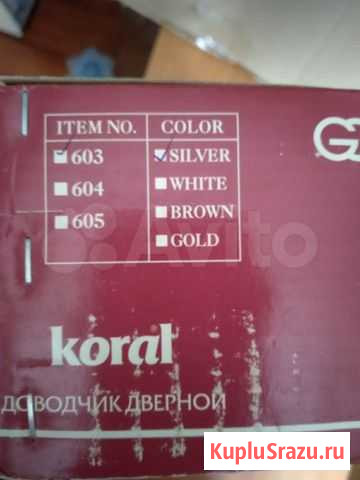 ITEM NO. COLOR
603 SILVER
604 WHITE
605 BROWN
GOLD
Avito
koral
ДОВОДЧИК ДВЕРНОЙ
KupluSrazu.ru